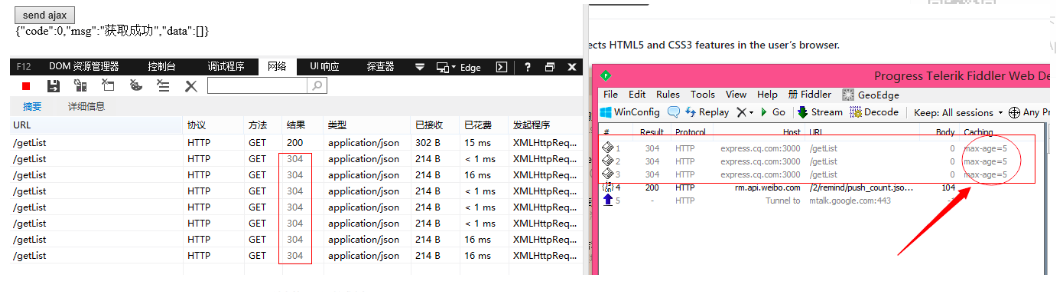 send ajax
{"code":0,"msg":"获取成功","data":[]}
F12 DOM 资源管理器 控制台 调试程序 网络 UI 响应 探查器 Edge ?
摘要 详细信息
URL 协议 方法 结果 类型 已接收 已花费 发起程序
/getList HTTP GET 200 application/json 302 B 15 ms XMLHttpReq...
/getList HTTP GET 304 application/json 214 B < 1 ms XMLHttpReq...
/getList HTTP GET 304 application/json 214 B 16 ms XMLHttpReq...
/getList HTTP GET 304 application/json 214 B < 1 ms XMLHttpReq...
/getList HTTP GET 304 application/json 214 B < 1 ms XMLHttpReq...
/getList HTTP GET 304 application/json 214 B < 1 ms XMLHttpReq...
/getList HTTP GET 304 application/json 214 B 16 ms XMLHttpReq...
/getList HTTP GET 304 application/json 214 B 16 ms XMLHttpReq...
ects HTML5 and CSS3 features in the user's browser.
Progress Telerik Fiddler Web De
File Edit Rules Tools View Help Fiddler GeoEdge
WinConfig Replay Go Stream Decode Keep: All sessions Any Pr
# Result Protocol Host URL Body Caching
1 304 HTTP express.cq.com:3000 /getList 0 max-age=5
2 304 HTTP express.cq.com:3000 /getList 0 max-age=5
3 304 HTTP express.cq.com:3000 /getList 0 max-age=5
4 200 HTTP rm.api.weibo.com /2/remind/push_count.jso... 104
5 - HTTP Tunnel to mtalk.google.com:443